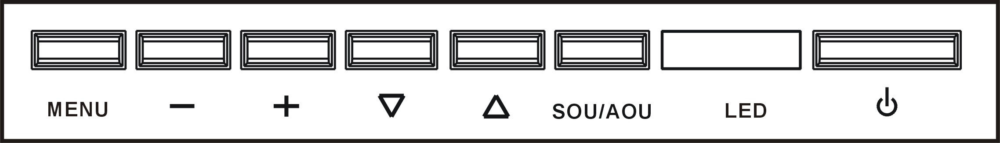 MENU − + ▽ △ SOU/AOU LED ⏻